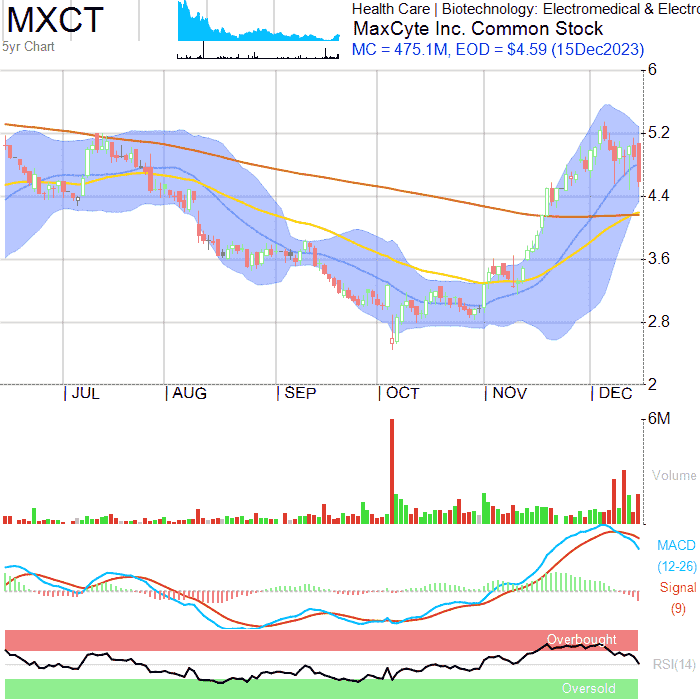 MXCT
5yr Chart
Health Care | Biotechnology: Electromedical & Electro
MaxCyte Inc. Common Stock
MC = 475.1M, EOD = $4.59 (15Dec2023)
6
5.2
4.4
3.6
2.8
2
JUL AUG SEP OCT NOV DEC
6M
Volume
MACD
(12-26)
Signal
(9)
Overbought
RSI(14)
Oversold